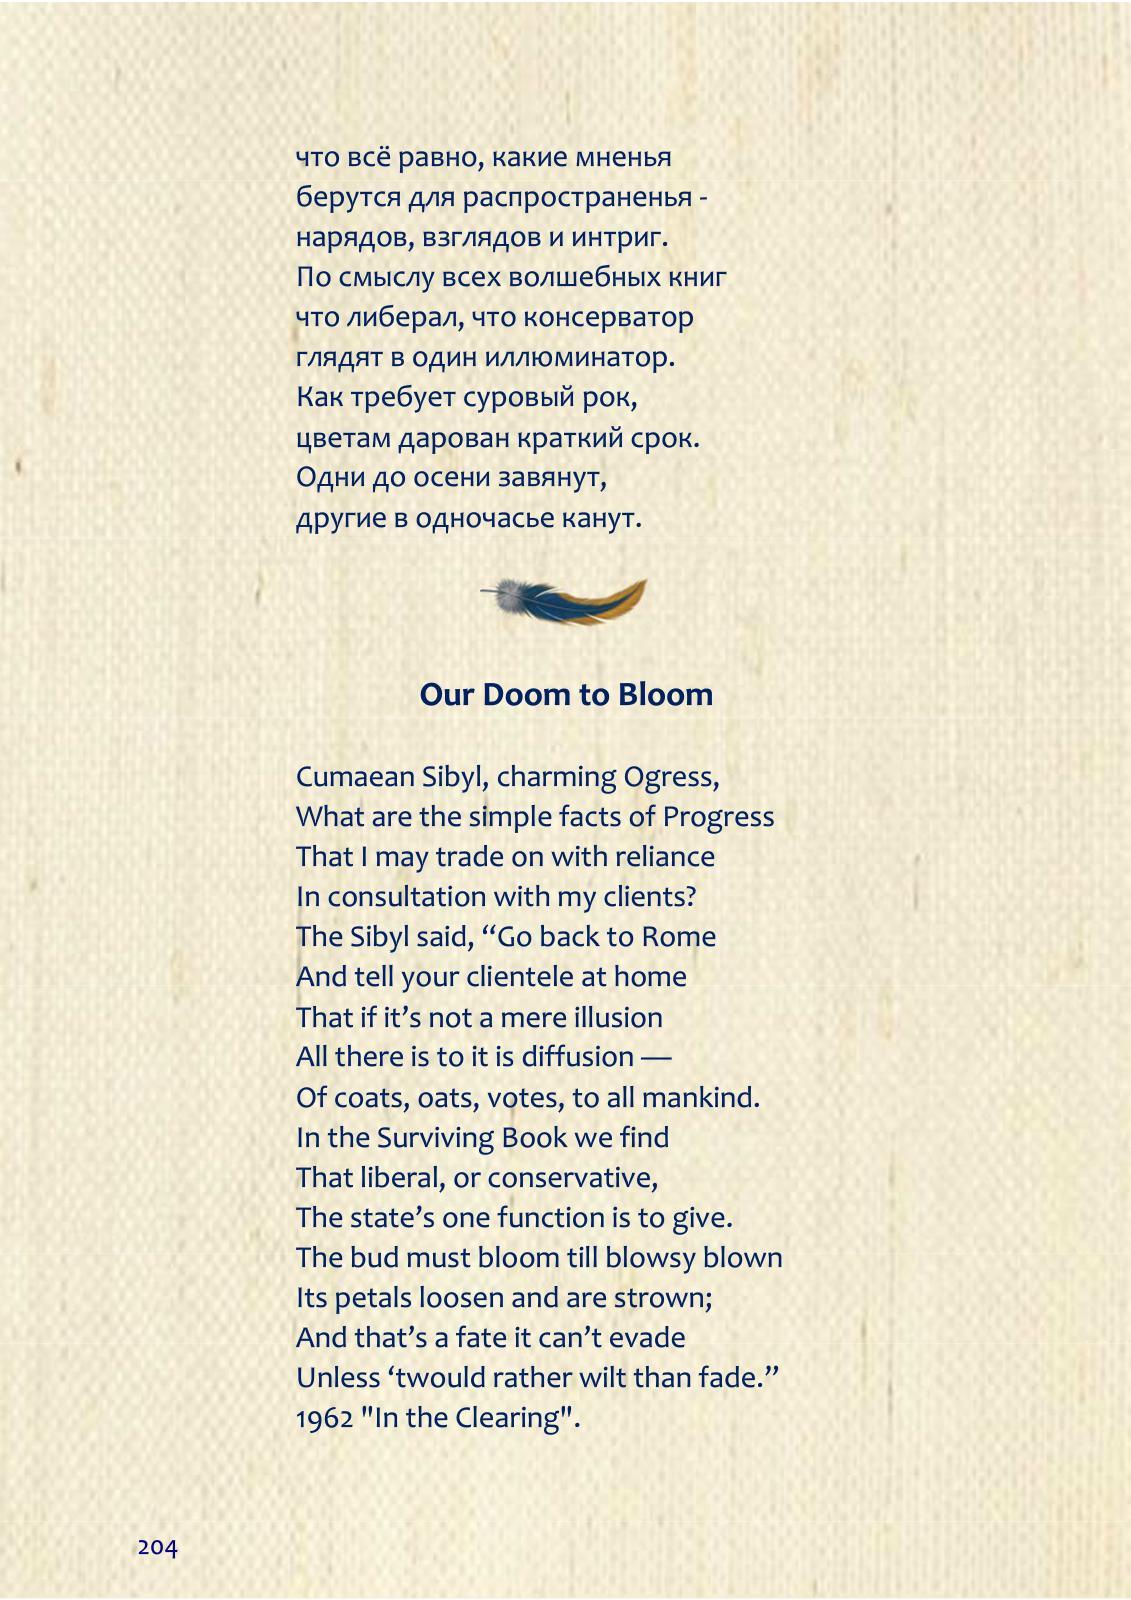 что всё равно, какие мненья
берутся для распространенья -
нарядов, взглядов и интриг.
По смыслу всех волшебных книг
что либерал, что консерватор
глядят в один иллюминатор.
Как требует суровый рок,
цветам дарован краткий срок.
Одни до осени завянут,
другие в одночасье канут.
Our Doom to Bloom
Cumaean Sibyl, charming Ogress,
What are the simple facts of Progress
That I may trade on with reliance
In consultation with my clients?
The Sibyl said, “Go back to Rome
And tell your clientele at home
That if it’s not a mere illusion
All there is to it is diffusion —
Of coats, oats, votes, to all mankind.
In the Surviving Book we find
That liberal, or conservative,
The state’s one function is to give.
The bud must bloom till blowsy blown
Its petals loosen and are strown;
And that’s a fate it can’t evade
Unless ‘twould rather wilt than fade.”
1962 "In the Clearing".
204